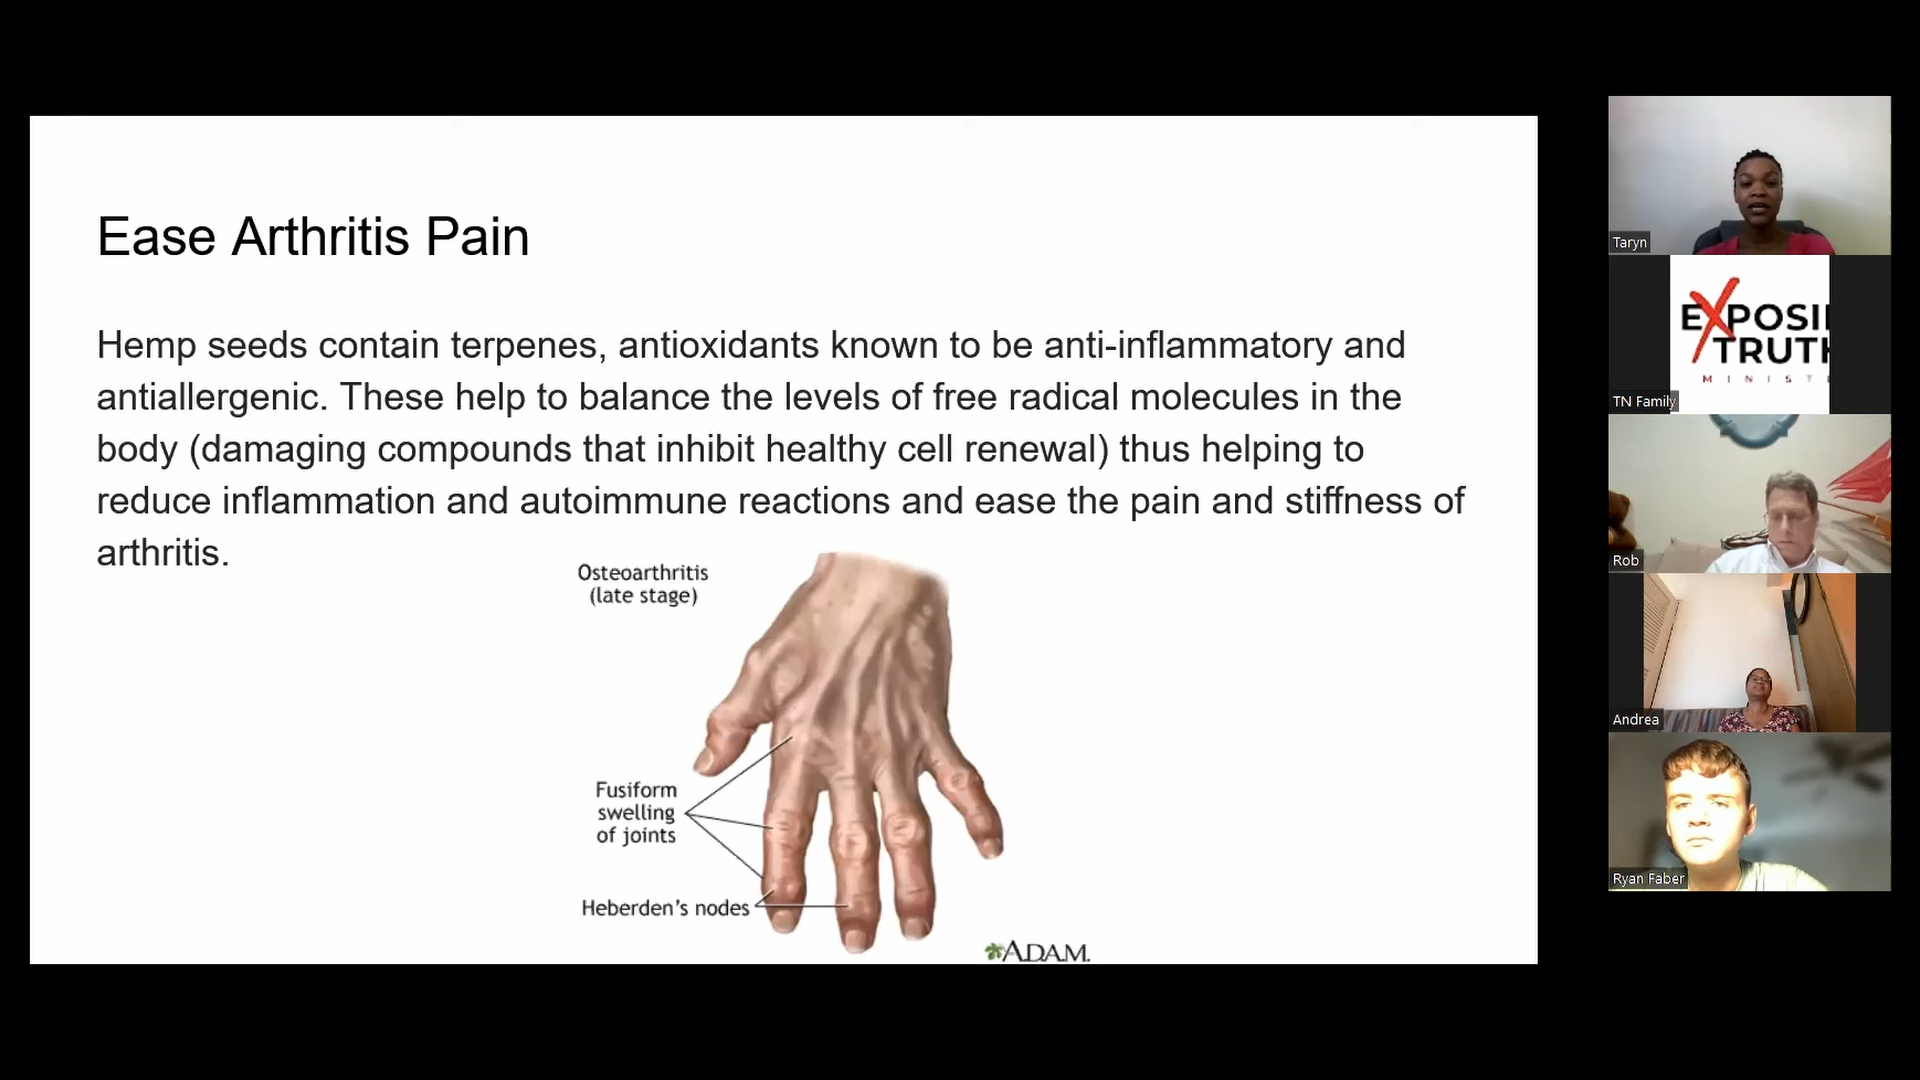 Ease Arthritis Pain
Hemp seeds contain terpenes, antioxidants known to be anti-inflammatory and
antiallergenic. These help to balance the levels of free radical molecules in the
body (damaging compounds that inhibit healthy cell renewal) thus helping to
reduce inflammation and autoimmune reactions and ease the pain and stiffness of
arthritis.
Osteoarthritis
(late stage)
Fusiform
swelling
of joints
Heberden's nodes
A.D.A.M.
Taryn
EXPOSI
TRUTH
MINIST
TN Family
Rob
Andrea
Ryan Faber